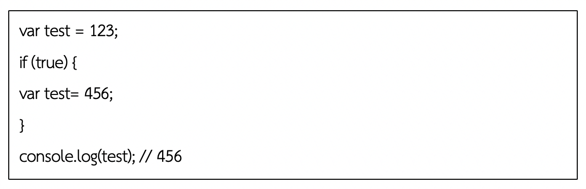 var test = 123;
if (true) {
var test= 456;
}
console.log(test); // 456